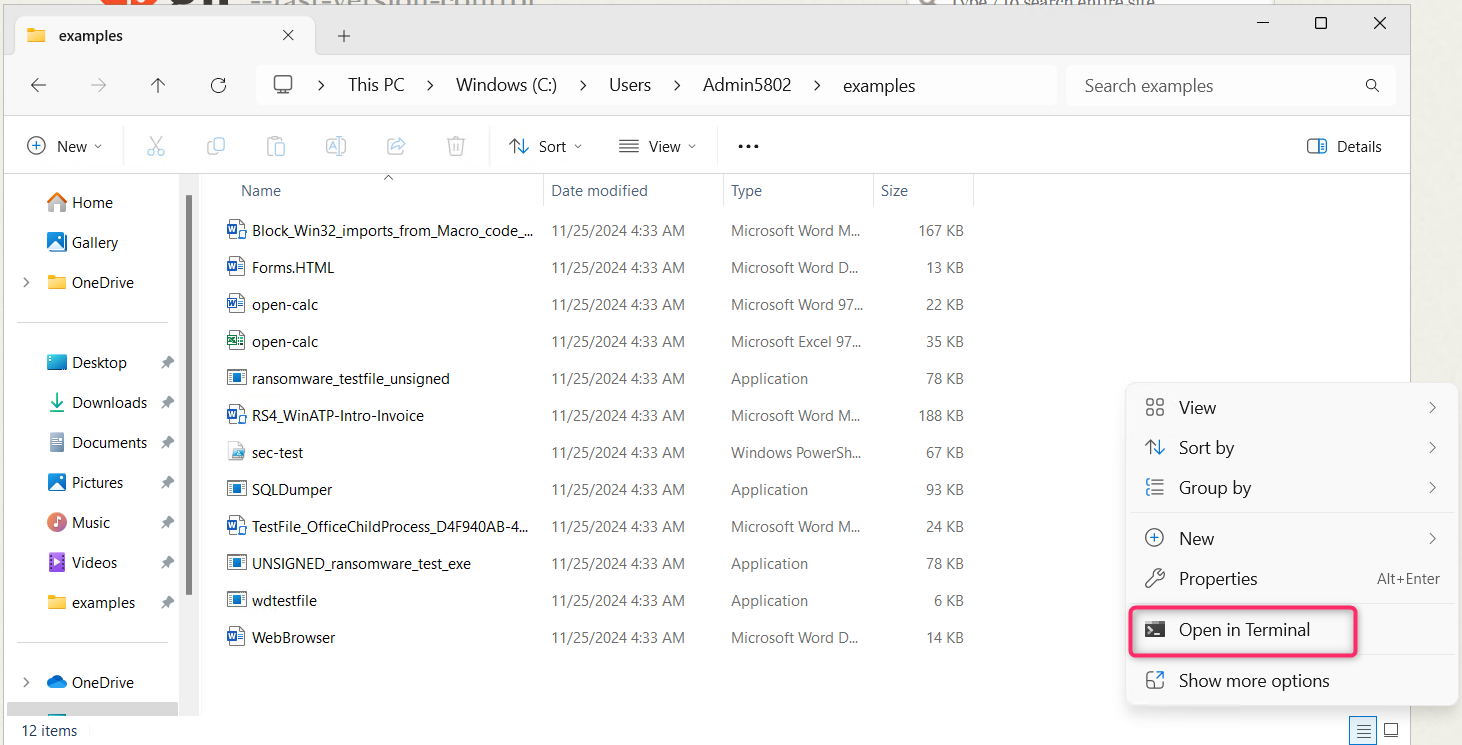 --fast-version-control
Type / to search entire site...
examples
This PC > Windows (C:) > Users > Admin5802 > examples
Search examples
New
Sort
View
Details
Name Date modified Type Size
Home
Gallery
OneDrive
Desktop
Downloads
Documents
Pictures
Music
Videos
examples
OneDrive
Block_Win32_imports_from_Macro_code_... 11/25/2024 4:33 AM Microsoft Word M... 167 KB
Forms.HTML 11/25/2024 4:33 AM Microsoft Word D... 13 KB
open-calc 11/25/2024 4:33 AM Microsoft Word 97... 22 KB
open-calc 11/25/2024 4:33 AM Microsoft Excel 97... 35 KB
ransomware_testfile_unsigned 11/25/2024 4:33 AM Application 78 KB
RS4_WinATP-Intro-Invoice 11/25/2024 4:33 AM Microsoft Word M... 188 KB
sec-test 11/25/2024 4:33 AM Windows PowerSh... 67 KB
SQLDumper 11/25/2024 4:33 AM Application 93 KB
TestFile_OfficeChildProcess_D4F940AB-4... 11/25/2024 4:33 AM Microsoft Word M... 24 KB
UNSIGNED_ransomware_test_exe 11/25/2024 4:33 AM Application 78 KB
wdtestfile 11/25/2024 4:33 AM Application 6 KB
WebBrowser 11/25/2024 4:33 AM Microsoft Word D... 14 KB
View
Sort by
Group by
New
Properties Alt+Enter
Open in Terminal
Show more options
12 items